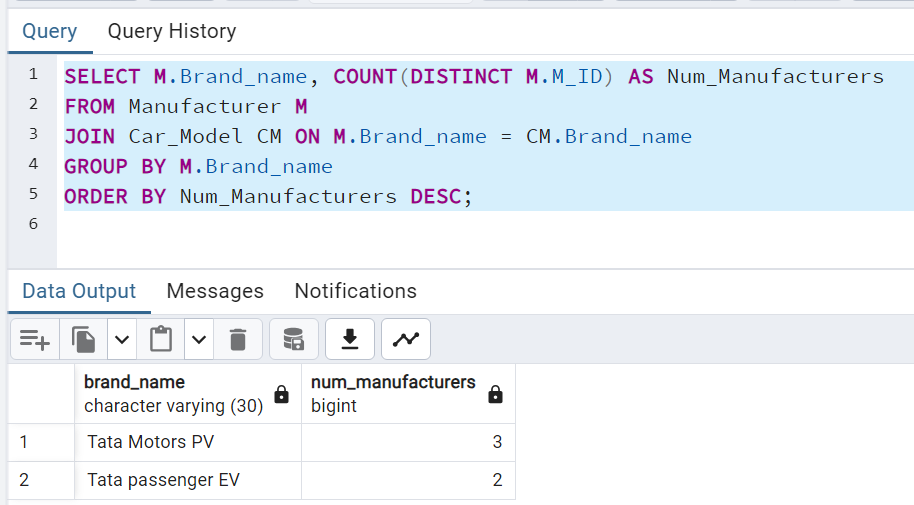 Query Query History
1 SELECT M.Brand_name, COUNT(DISTINCT M.M_ID) AS Num_Manufacturers
2 FROM Manufacturer M
3 JOIN Car_Model CM ON M.Brand_name = CM.Brand_name
4 GROUP BY M.Brand_name
5 ORDER BY Num_Manufacturers DESC;
6
Data Output Messages Notifications
brand_name num_manufacturers
character varying (30) bigint
1 Tata Motors PV 3
2 Tata passenger EV 2